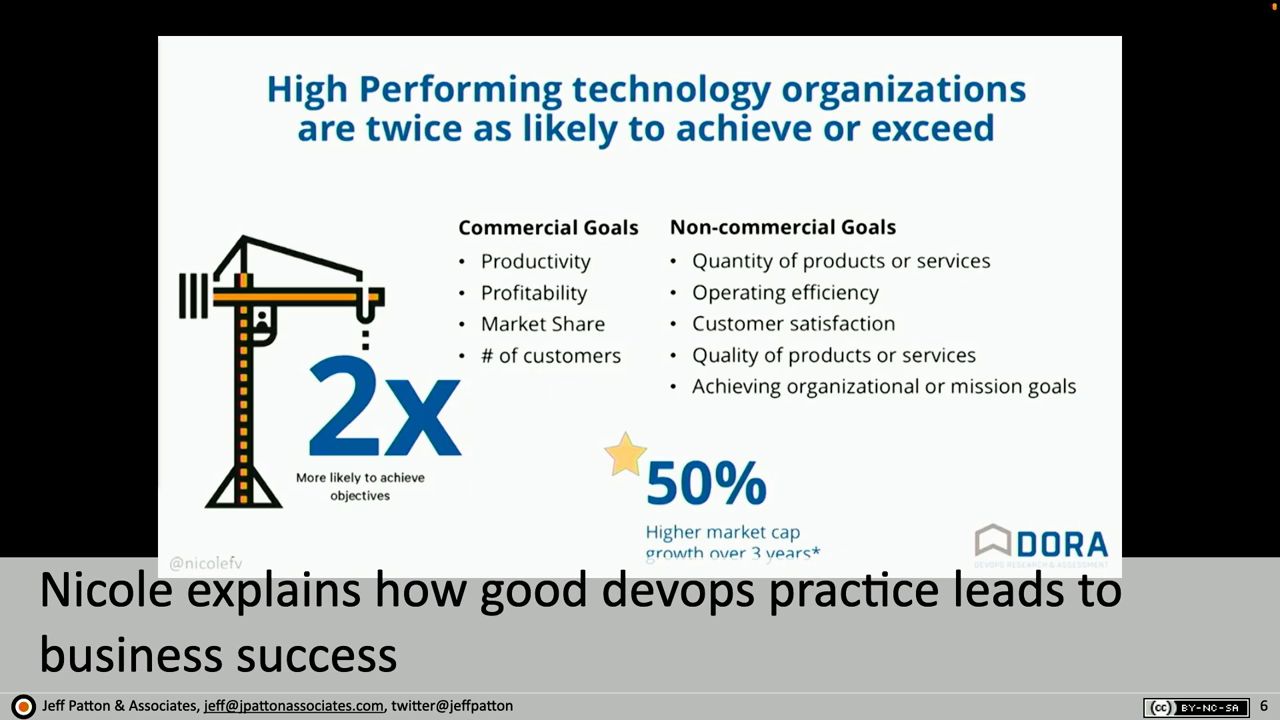 High Performing technology organizations
are twice as likely to achieve or exceed
Commercial Goals
• Productivity
• Profitability
• Market Share
• # of customers
Non-commercial Goals
• Quantity of products or services
• Operating efficiency
• Customer satisfaction
• Quality of products or services
• Achieving organizational or mission goals
2x
More likely to achieve
objectives
50%
Higher market cap
growth over 3 years*
@nicolefv
DORA
DEVOPS RESEARCH & ASSESSMENT
Nicole explains how good devops practice leads to
business success
Jeff Patton & Associates, jeff@jpattonassociates.com, twitter@jeffpatton
(cc) BY-NC-SA
6